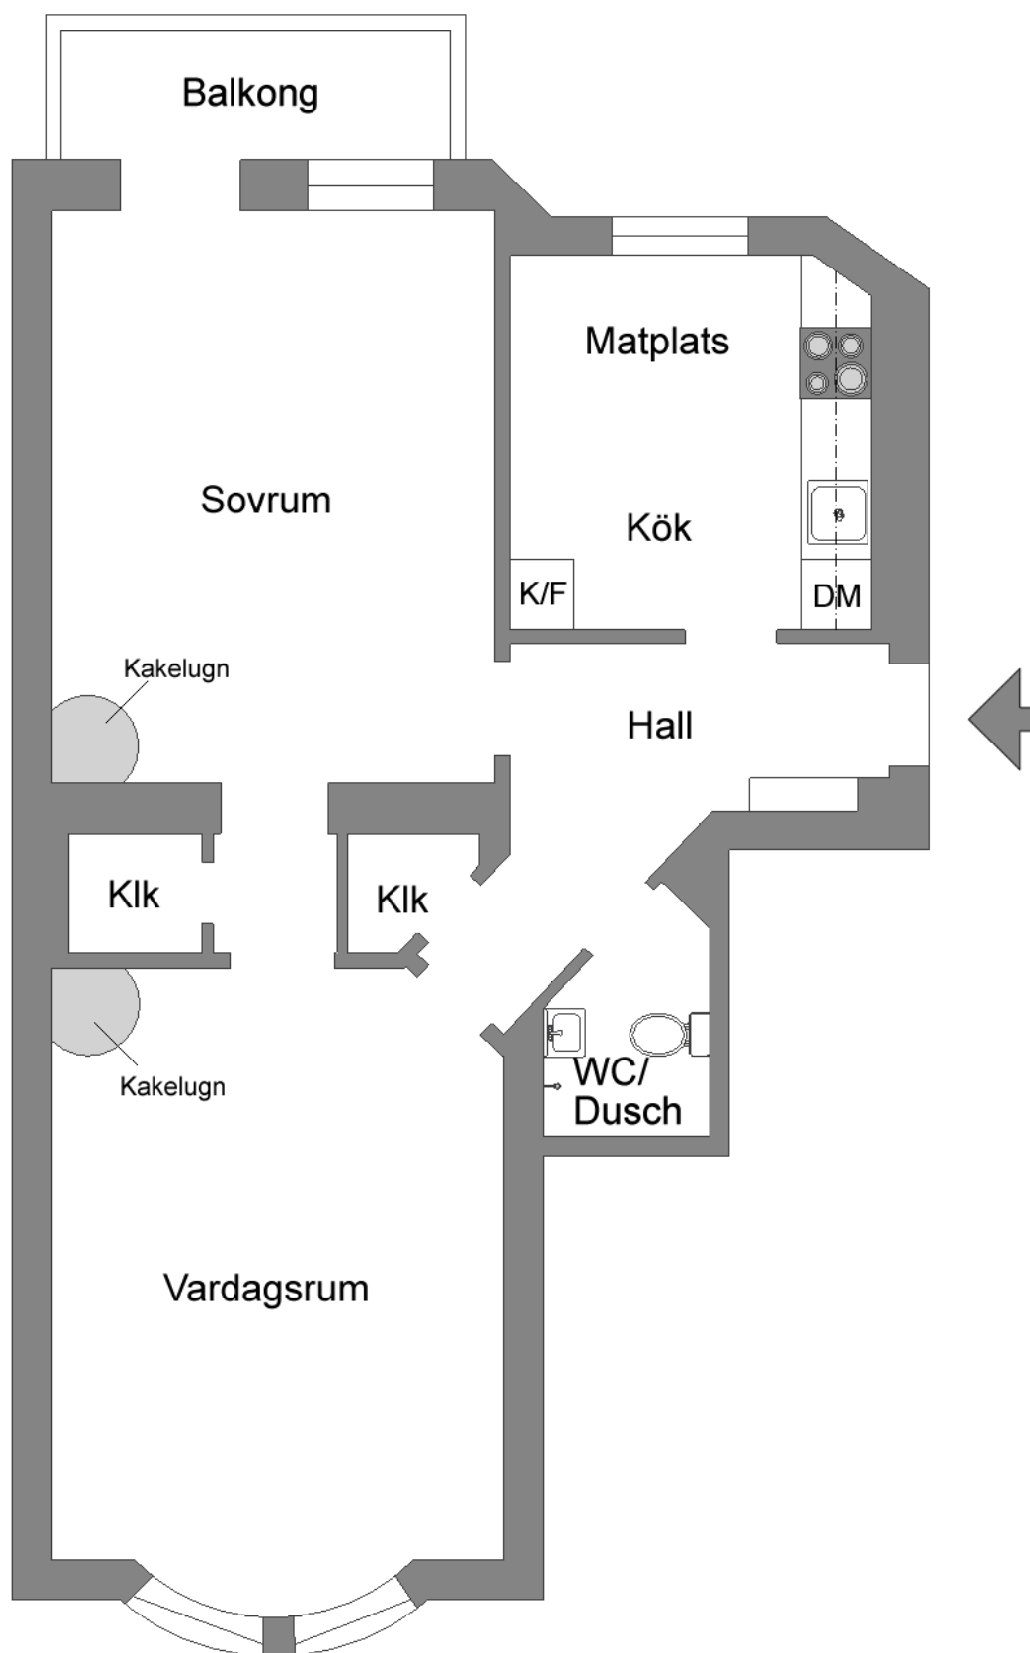 Balkong
Matplats
Sovrum
Kök
K/F
DM
Kakelugn
Hall
Klk
Klk
WC/
Dusch
Kakelugn
Vardagsrum